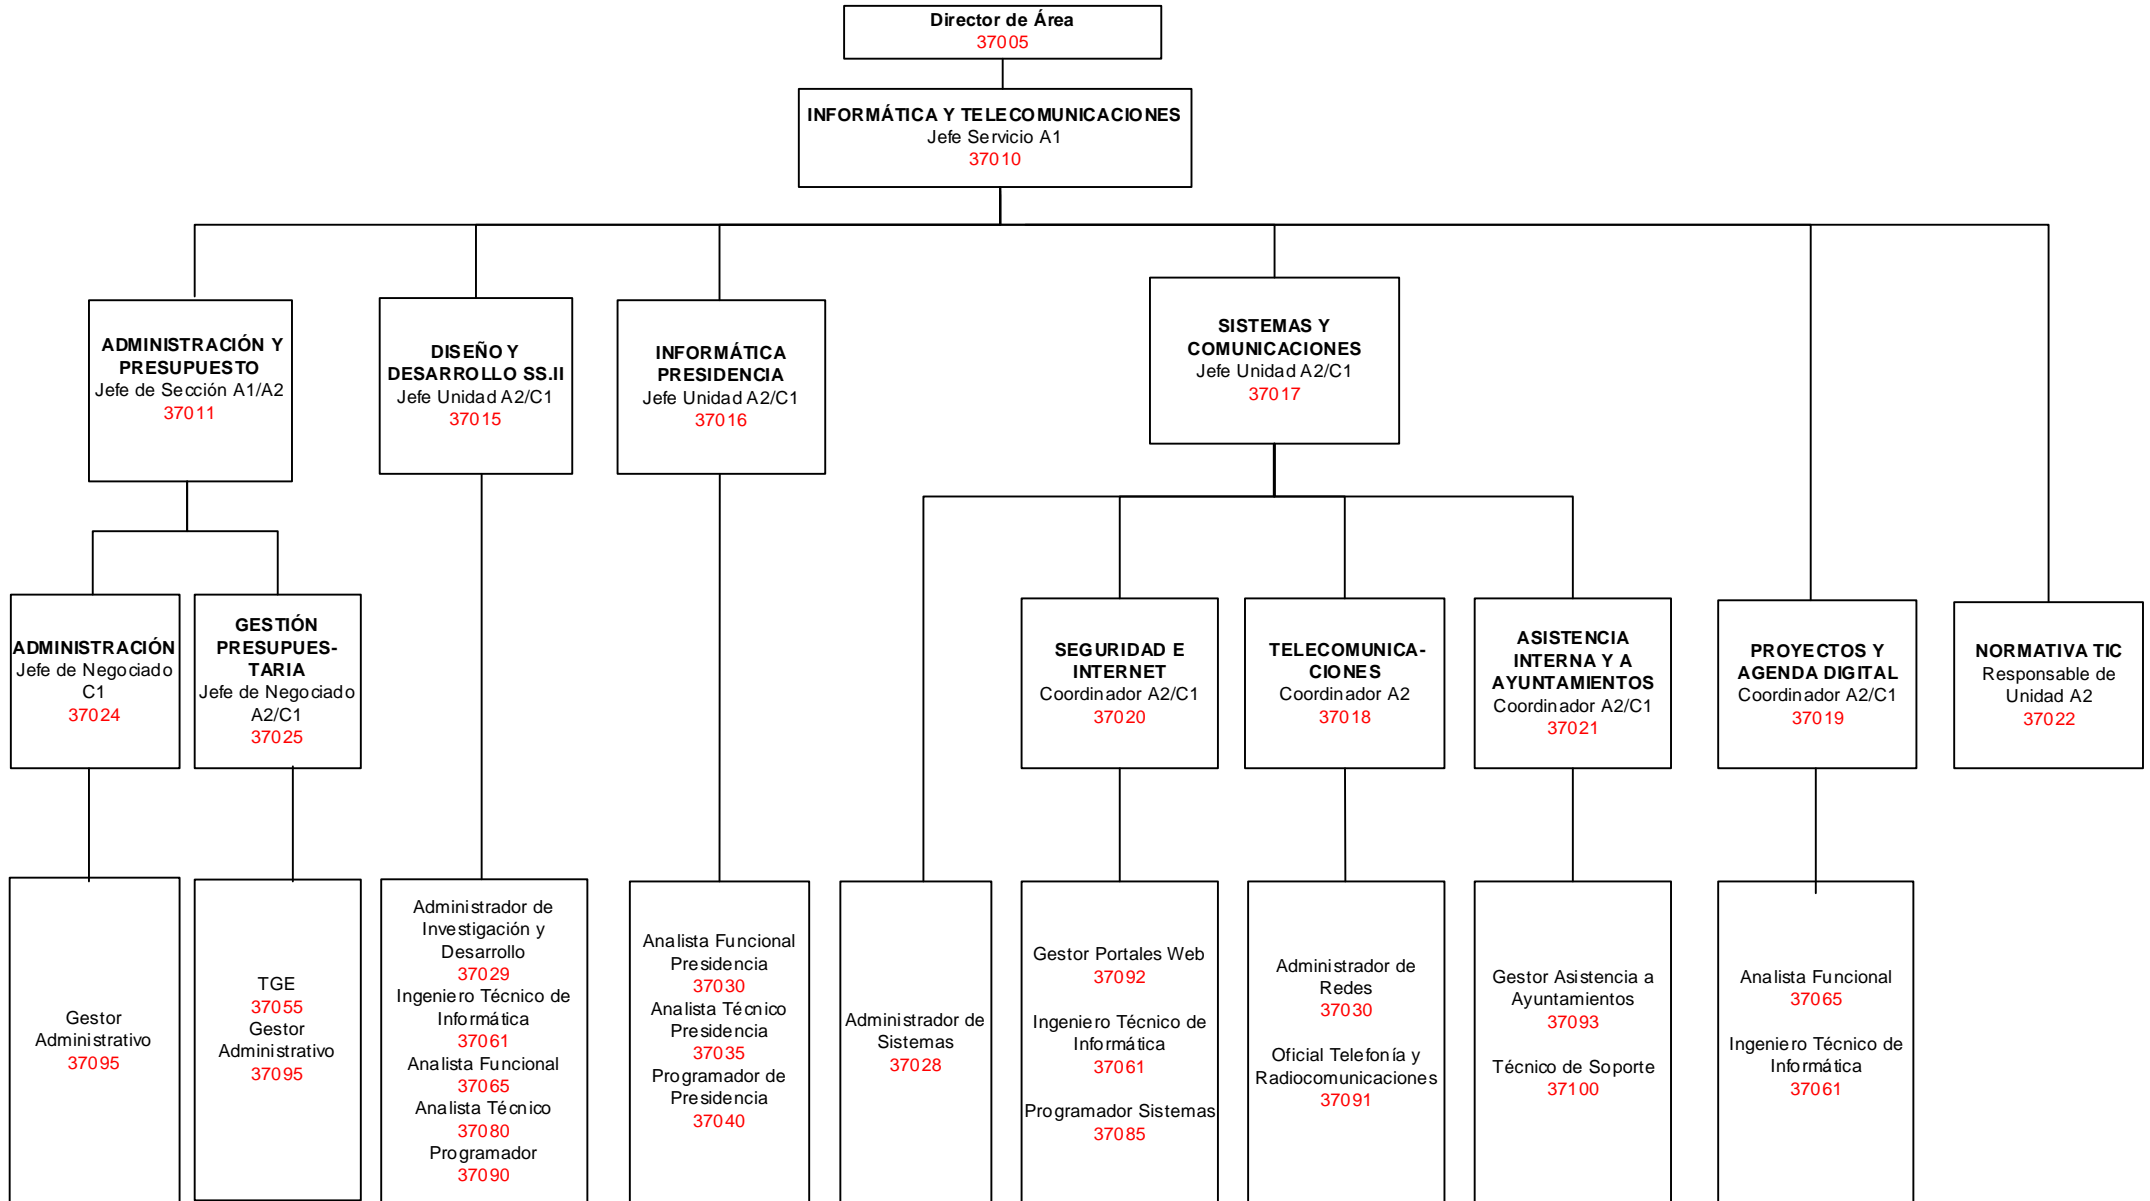 Director de Área
37005
INFORMÁTICA Y TELECOMUNICACIONES
Jefe Servicio A1
37010
ADMINISTRACIÓN Y
PRESUPUESTO
Jefe de Sección A1/A2
37011
DISEÑO Y
DESARROLLO SS.II
Jefe Unidad A2/C1
37015
INFORMÁTICA
PRESIDENCIA
Jefe Unidad A2/C1
37016
SISTEMAS Y
COMUNICACIONES
Jefe Unidad A2/C1
37017
ADMINISTRACIÓN
Jefe de Negociado
C1
37024
GESTIÓN
PRESUPUES-
TARIA
Jefe de Negociado
A2/C1
37025
SEGURIDAD E
INTERNET
Coordinador A2/C1
37020
TELECOMUNICA-
CIONES
Coordinador A2
37018
ASISTENCIA
INTERNA Y A
AYUNTAMIENTOS
Coordinador A2/C1
37021
PROYECTOS Y
AGENDA DIGITAL
Coordinador A2/C1
37019
NORMATIVA TIC
Responsable de
Unidad A2
37022
Gestor
Administrativo
37095
TGE
37055
Gestor
Administrativo
37095
Administrador de
Investigación y
Desarrollo
37029
Ingeniero Técnico de
Informática
37061
Analista Funcional
37065
Analista Técnico
37080
Programador
37090
Analista Funcional
Presidencia
37030
Analista Técnico
Presidencia
37035
Programador de
Presidencia
37040
Administrador de
Sistemas
37028
Gestor Portales Web
37092
Ingeniero Técnico de
Informática
37061
Programador Sistemas
37085
Administrador de
Redes
37030
Oficial Telefonía y
Radiocomunicaciones
37091
Gestor Asistencia a
Ayuntamientos
37093
Técnico de Soporte
37100
Analista Funcional
37065
Ingeniero Técnico de
Informática
37061